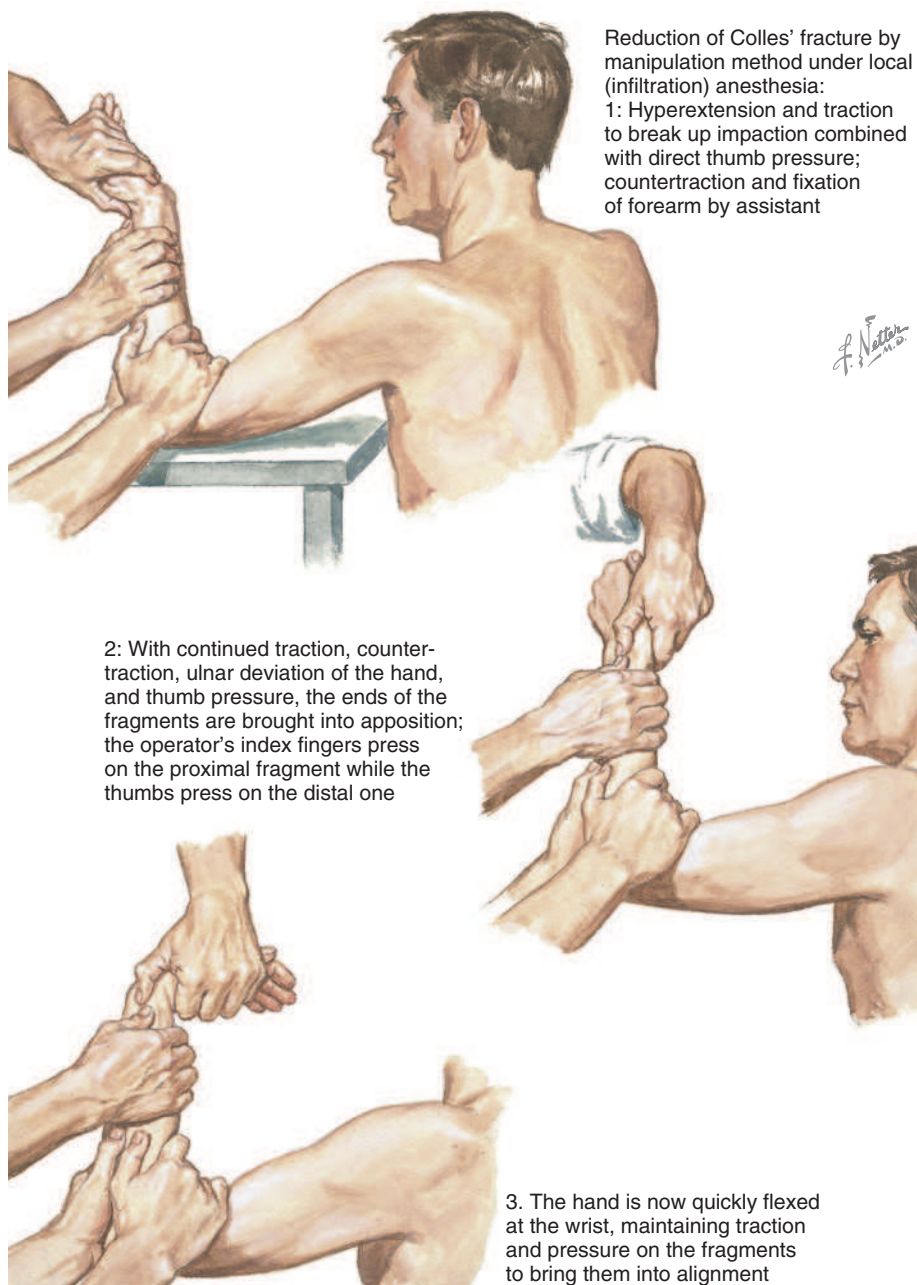 Reduction of Colles’ fracture by
manipulation method under local
(infiltration) anesthesia:
1: Hyperextension and traction
to break up impaction combined
with direct thumb pressure;
countertraction and fixation
of forearm by assistant
f. Netter
M.D.
2: With continued traction, counter-
traction, ulnar deviation of the hand,
and thumb pressure, the ends of the
fragments are brought into apposition;
the operator’s index fingers press
on the proximal fragment while the
thumbs press on the distal one
3. The hand is now quickly flexed
at the wrist, maintaining traction
and pressure on the fragments
to bring them into alignment